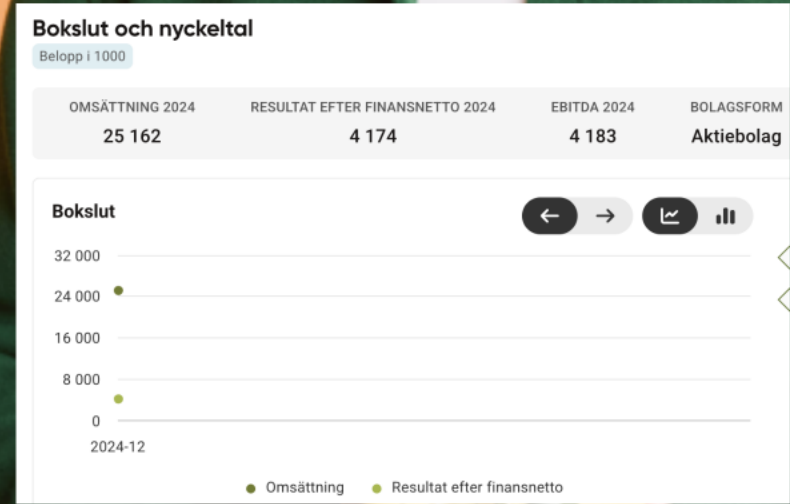 Bokslut och nyckeltal
Belopp i 1000
OMSÄTTNING 2024 RESULTAT EFTER FINANSNETTO 2024 EBITDA 2024 BOLAGSFORM
25 162 4 174 4 183 Aktiebolag
Bokslut
32 000
24 000
16 000
8 000
0
2024-12
Omsättning Resultat efter finansnetto